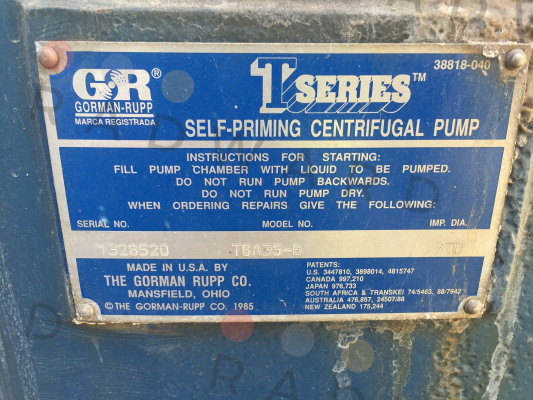 38818-040
GR®
GORMAN-RUPP
MARCA REGISTRADA
T SERIES™
SELF-PRIMING CENTRIFUGAL PUMP
INSTRUCTIONS FOR STARTING:
FILL PUMP CHAMBER WITH LIQUID TO BE PUMPED.
DO NOT RUN PUMP BACKWARDS.
DO NOT RUN PUMP DRY.
WHEN ORDERING REPAIRS GIVE THE FOLLOWING:
SERIAL NO. MODEL NO. IMP. DIA.
1328520 T6A3S-B STD
MADE IN U.S.A. BY
THE GORMAN RUPP CO.
MANSFIELD, OHIO
© THE GORMAN-RUPP CO. 1985
PATENTS:
U.S. 3447810, 3898014, 4815747
CANADA 997,210
JAPAN 976,733
SOUTH AFRICA & TRANSKEI 74/5463, 88/7942
AUSTRALIA 476,857, 24507/88
NEW ZEALAND 175,244